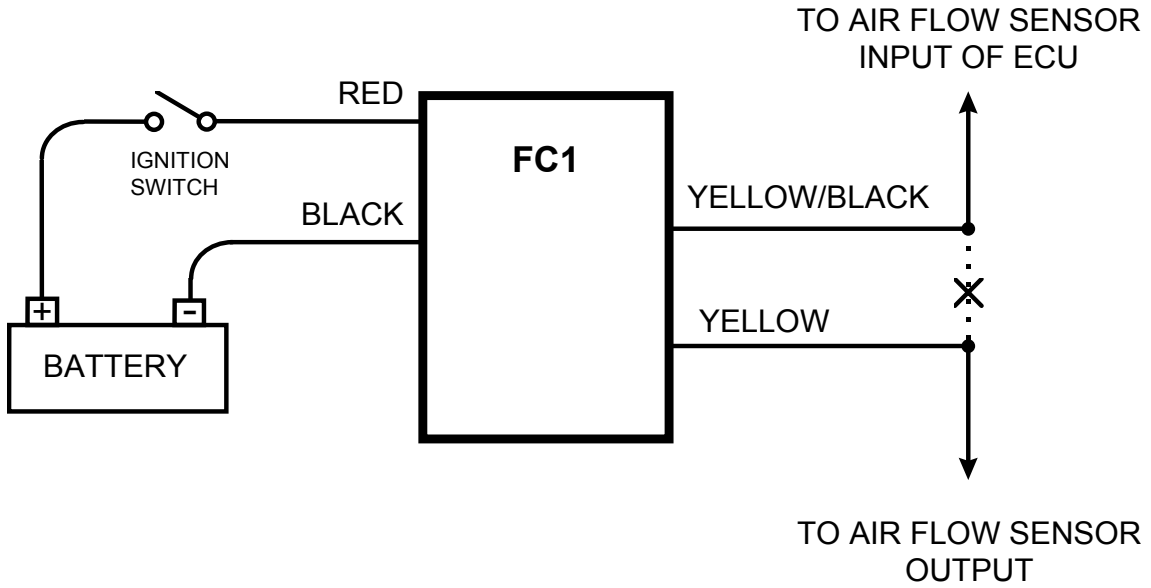 TO AIR FLOW SENSOR
INPUT OF ECU
RED
IGNITION
SWITCH
FC1
BLACK
YELLOW/BLACK
YELLOW
+
-
BATTERY
TO AIR FLOW SENSOR
OUTPUT